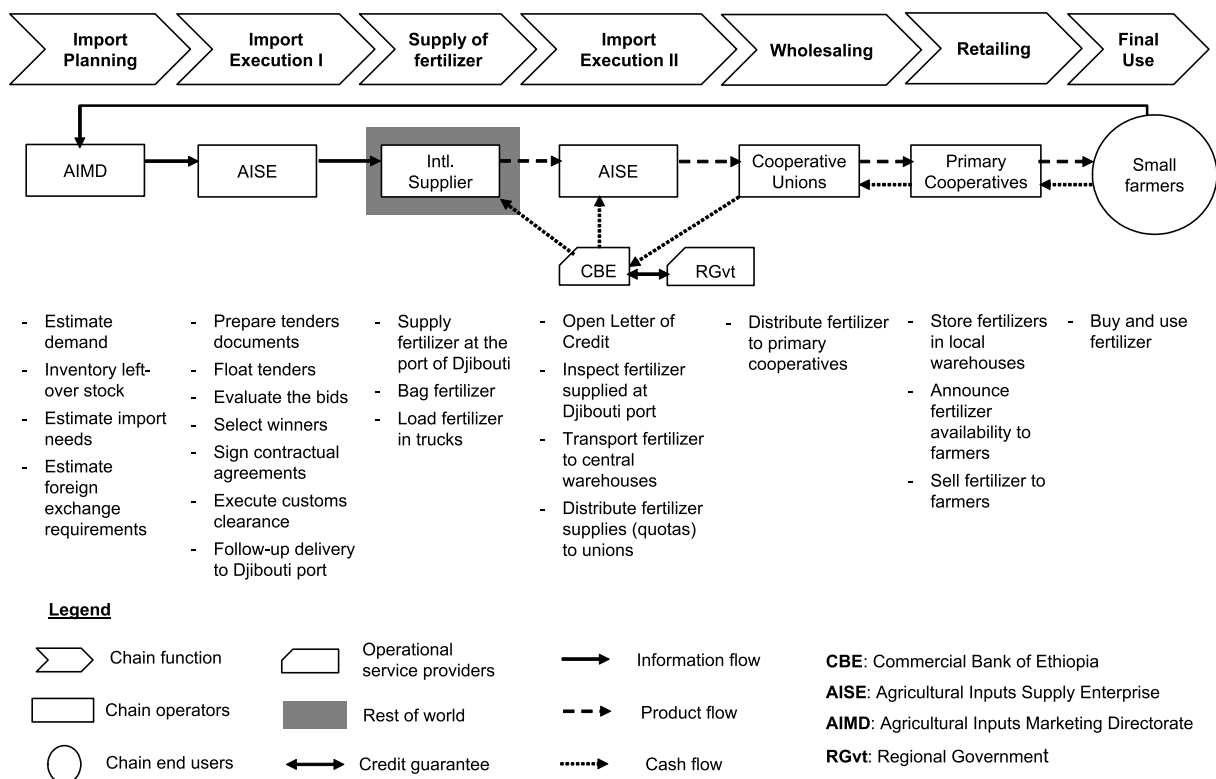 Import
Planning
Import
Execution I
Supply of
fertilizer
Import
Execution II
Wholesaling
Retailing
Final
Use
AIMD
AISE
Intl.
Supplier
AISE
Cooperative
Unions
Primary
Cooperatives
Small
farmers
CBE
RGvt
- Estimate
demand
- Inventory left-
over stock
- Estimate import
needs
- Estimate
foreign
exchange
requirements
- Prepare tenders
documents
- Float tenders
- Evaluate the bids
- Select winners
- Sign contractual
agreements
- Execute customs
clearance
- Follow-up delivery
to Djibouti port
- Supply
fertilizer at the
port of Djibouti
- Bag fertilizer
- Load fertilizer
in trucks
- Open Letter of
Credit
- Inspect fertilizer
supplied at
Djibouti port
- Transport fertilizer
to central
warehouses
- Distribute fertilizer
supplies (quotas)
to unions
- Distribute fertilizer
to primary
cooperatives
- Store fertilizers
in local
warehouses
- Announce
fertilizer
availability to
farmers
- Sell fertilizer to
farmers
- Buy and use
fertilizer
Legend
Chain function
Chain operators
Chain end users
Operational
service providers
Rest of world
Credit guarantee
Information flow
Product flow
Cash flow
CBE: Commercial Bank of Ethiopia
AISE: Agricultural Inputs Supply Enterprise
AIMD: Agricultural Inputs Marketing Directorate
RGvt: Regional Government